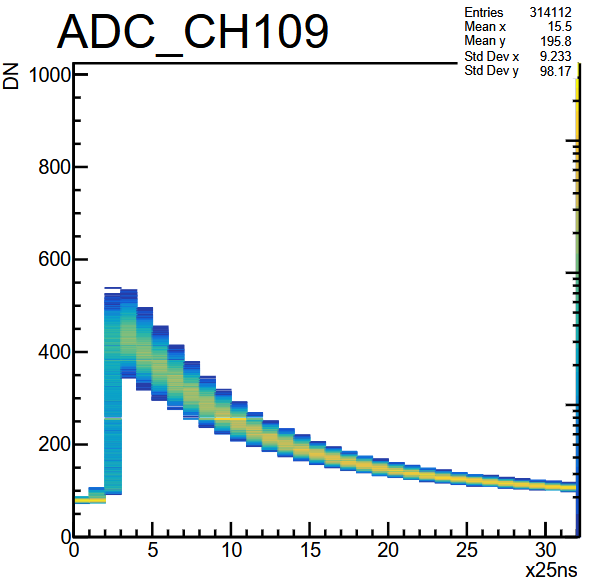 ADC_CH109
Entries 314112
Mean x 15.5
Mean y 195.8
Std Dev x 9.233
Std Dev y 98.17
DN
1000
800
600
400
200
0
0 5 10 15 20 25 30
x25ns